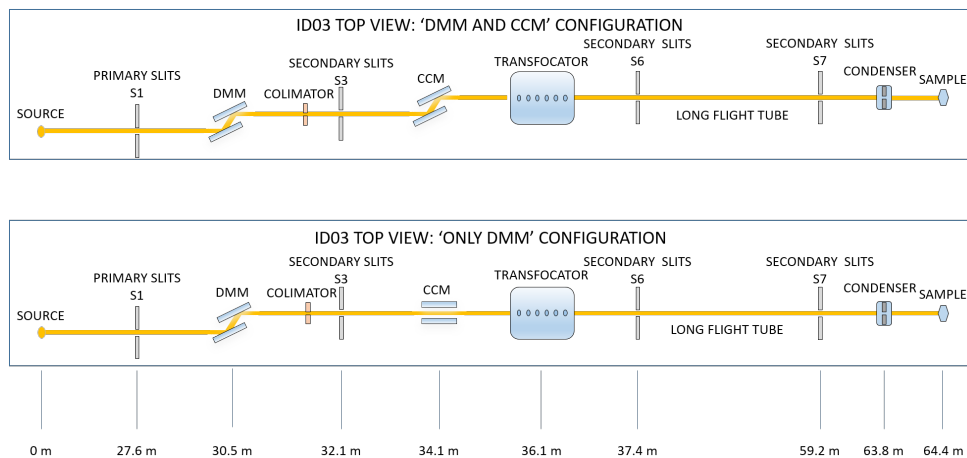 ID03 TOP VIEW: ‘DMM AND CCM’ CONFIGURATION
SOURCE
PRIMARY SLITS
S1
DMM
COLIMATOR
SECONDARY SLITS
S3
CCM
TRANSFOCATOR
SECONDARY SLITS
S6
LONG FLIGHT TUBE
SECONDARY SLITS
S7
CONDENSER
SAMPLE
ID03 TOP VIEW: ‘ONLY DMM’ CONFIGURATION
SOURCE
PRIMARY SLITS
S1
DMM
COLIMATOR
SECONDARY SLITS
S3
CCM
TRANSFOCATOR
SECONDARY SLITS
S6
LONG FLIGHT TUBE
SECONDARY SLITS
S7
CONDENSER
SAMPLE
0 m 27.6 m 30.5 m 32.1 m 34.1 m 36.1 m 37.4 m 59.2 m 63.8 m 64.4 m